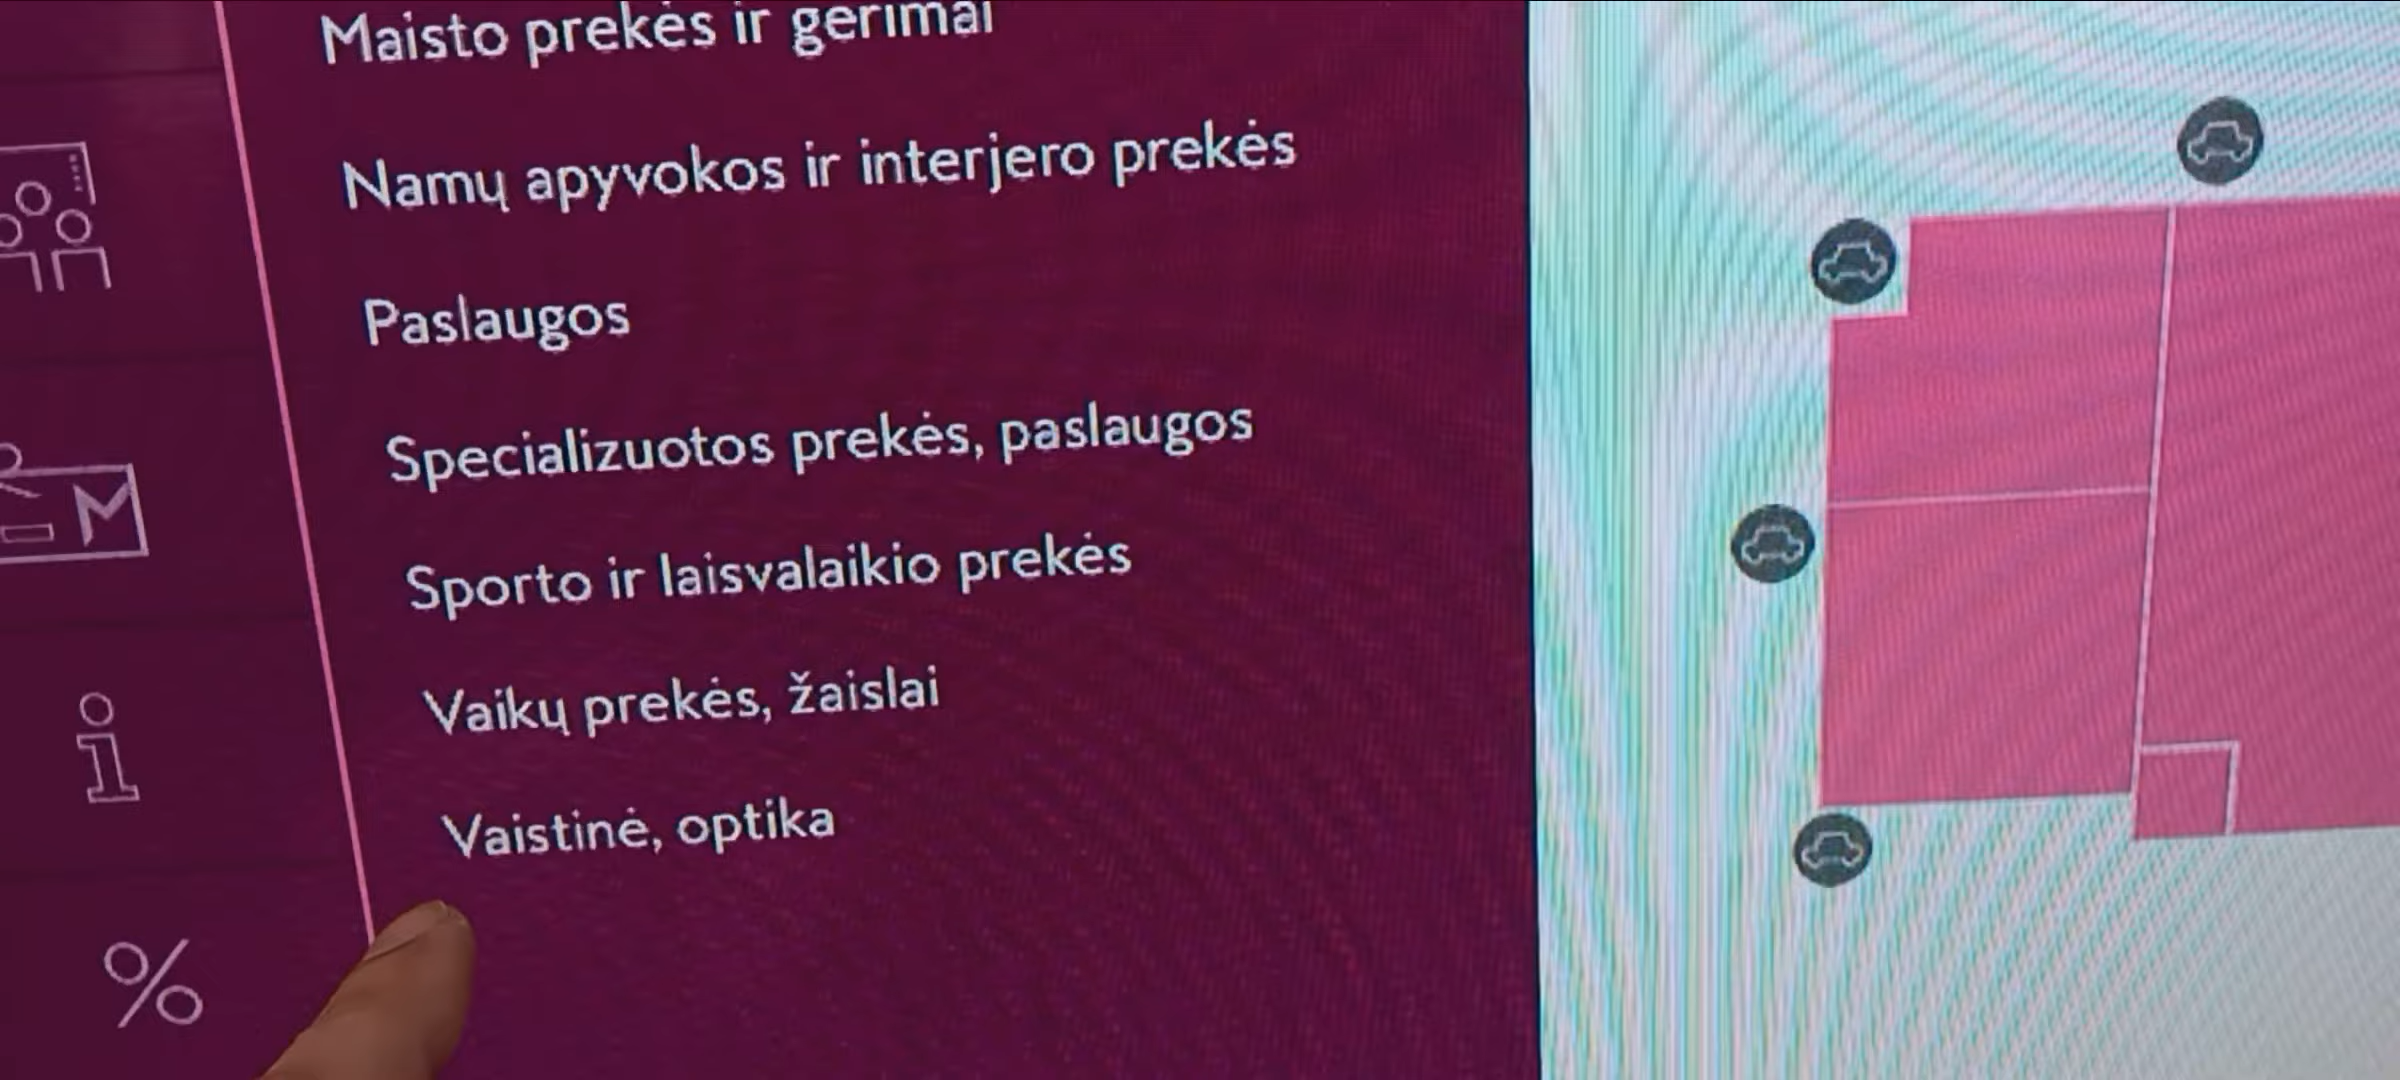 Maisto prekės ir gėrimai
Namų apyvokos ir interjero prekės
Paslaugos
Specializuotos prekės, paslaugos
Sporto ir laisvalaikio prekės
Vaikų prekės, žaislai
Vaistinė, optika
M
%